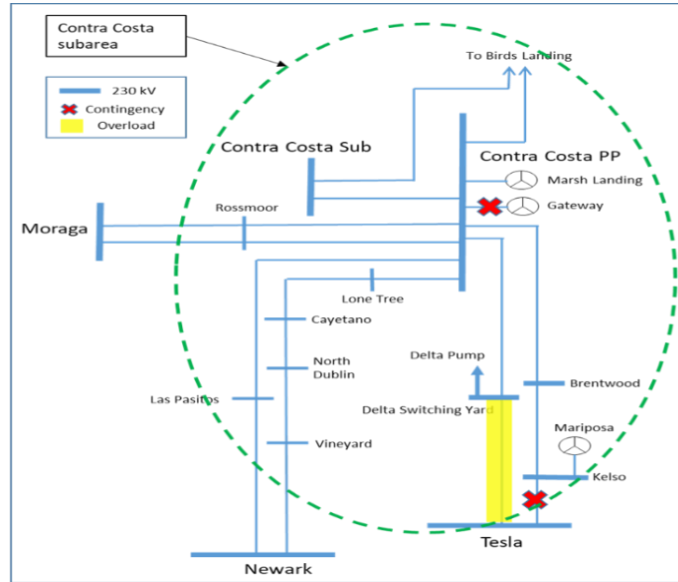 Contra Costa
subarea
To Birds Landing
230 kV
Contingency
Overload
Contra Costa Sub
Contra Costa PP
Marsh Landing
Rossmoor
Gateway
Moraga
Lone Tree
Cayetano
North
Dublin
Delta Pump
Brentwood
Las Pasitos
Delta Switching Yard
Mariposa
Vineyard
Kelso
Tesla
Newark